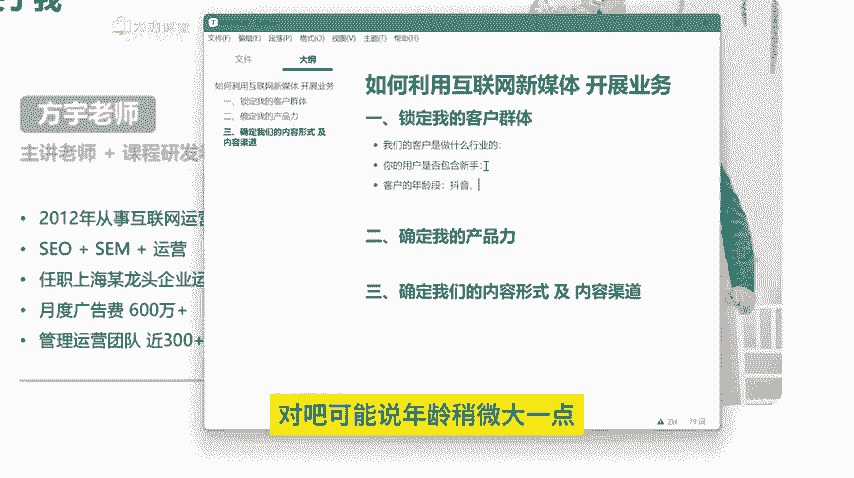 方宇老师
主讲老师 + 课程研发
• 2012年从事互联网运营
• SEO + SEM + 运营
• 任职上海某龙头企业运
• 月度广告费 600万+
• 管理运营团队 近300+
文件(F) 编辑(E) 段落(P) 格式(O) 视图(V) 主题(T) 帮助(H)
文件 大纲
如何利用互联网新媒体 开展业务
一、锁定我的客户群体
二、确定我的产品力
三、确定我们的内容形式 及
内容渠道
如何利用互联网新媒体 开展业务
一、锁定我的客户群体
• 我们的客户是做什么行业的:
• 你的用户是否包含新手:
• 客户的年龄段：抖音、
二、确定我的产品力
三、确定我们的内容形式 及 内容渠道
对吧可能说年龄稍微大一点